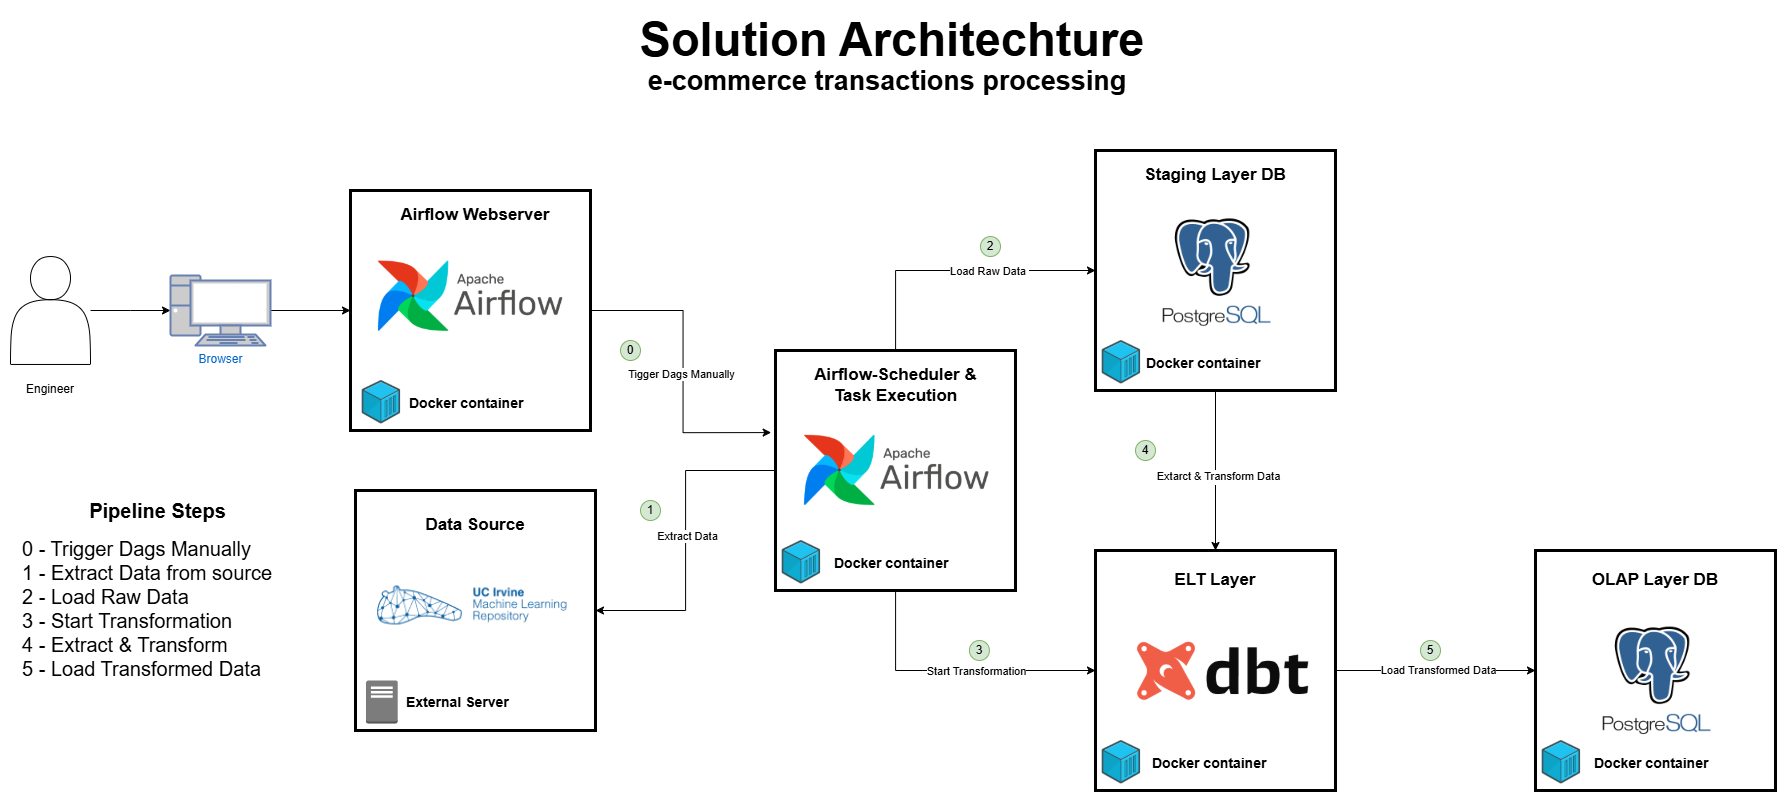 Solution Architechture
e-commerce transactions processing
Engineer
Browser
Airflow Webserver
Apache
Airflow
Docker container
0
Tigger Dags Manually
Airflow-Scheduler &
Task Execution
Apache
Airflow
Docker container
1
Extract Data
Data Source
UC Irvine
Machine Learning
Repository
External Server
2
Load Raw Data
Staging Layer DB
PostgreSQL
Docker container
3
Start Transformation
4
Extarct & Transform Data
ELT Layer
dbt
Docker container
5
Load Transformed Data
OLAP Layer DB
PostgreSQL
Docker container
Pipeline Steps
0 - Trigger Dags Manually
1 - Extract Data from source
2 - Load Raw Data
3 - Start Transformation
4 - Extract & Transform
5 - Load Transformed Data